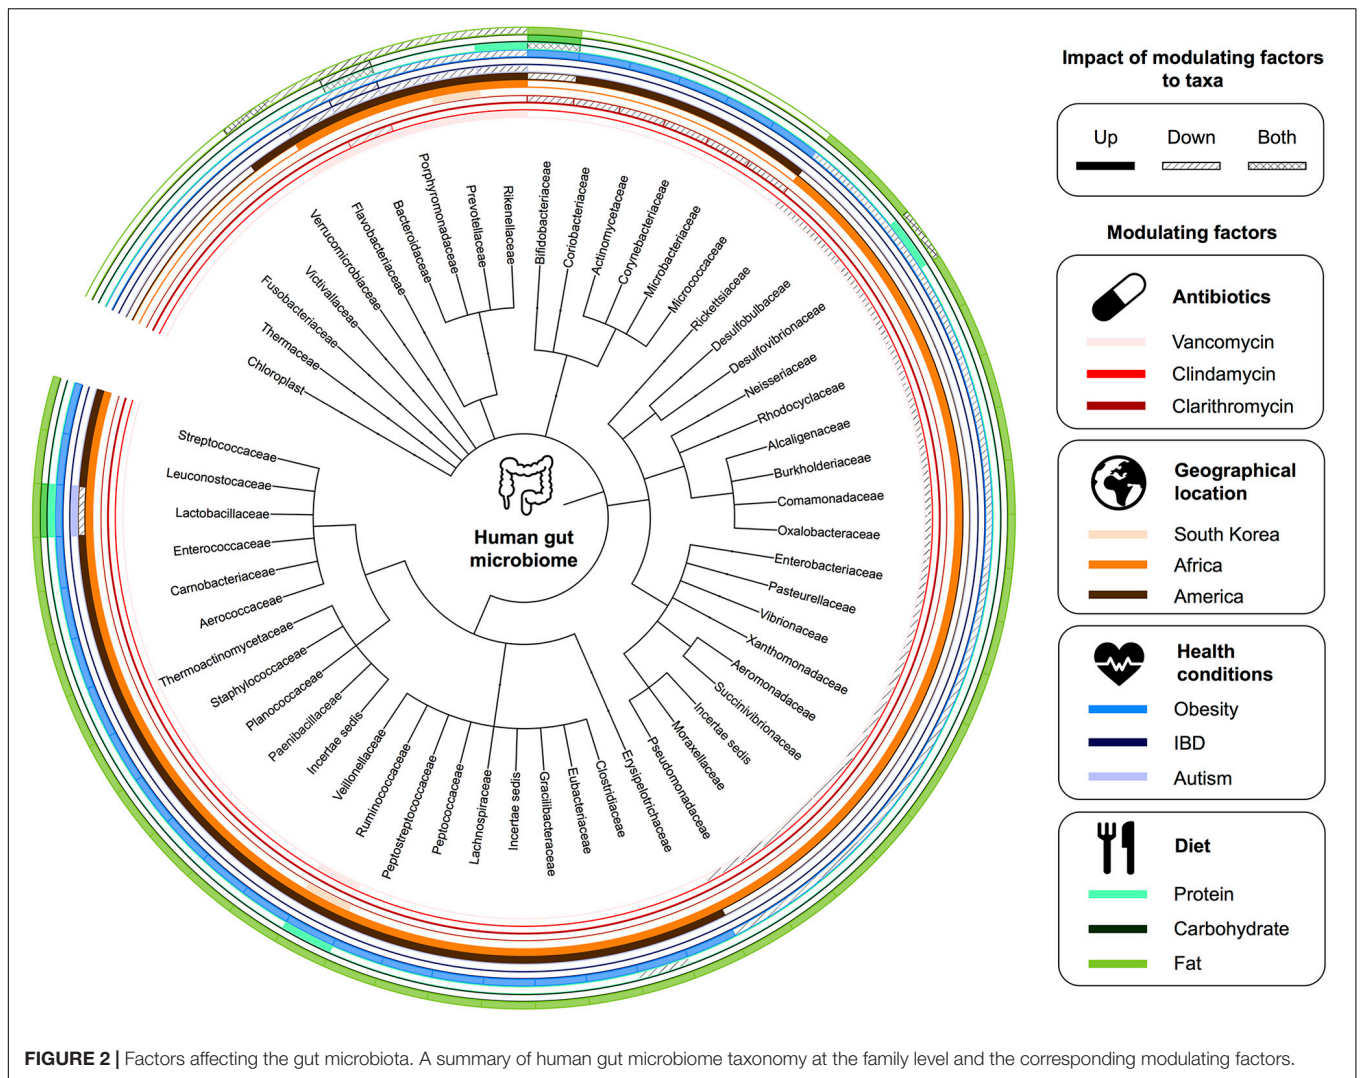 Impact of modulating factors
to taxa
Up
Down
Both
Modulating factors
Antibiotics
Vancomycin
Clindamycin
Clarithromycin
Geographical
location
South Korea
Africa
America
Health
conditions
Obesity
IBD
Autism
Diet
Protein
Carbohydrate
Fat
Human gut
microbiome
Chloroplast
Thermaceae
Fusobacteriaceae
Victivallaceae
Verrucomicrobiaceae
Flavobacteriaceae
Bacteroidaceae
Porphyromonadaceae
Prevotellaceae
Rikenellaceae
Bifidobacteriaceae
Coriobacteriaceae
Actinomycetaceae
Corynebacteriaceae
Microbacteriaceae
Micrococcaceae
Rickettsiaceae
Desulfobulbaceae
Desulfovibrionaceae
Neisseriaceae
Rhodocyclaceae
Alcaligenaceae
Burkholderiaceae
Comamonadaceae
Oxalobacteraceae
Enterobacteriaceae
Pasteurellaceae
Vibrionaceae
Xanthomonadaceae
Aeromonadaceae
Succinivibrionaceae
Incertae sedis
Moraxellaceae
Pseudomonadaceae
Erysipelotrichaceae
Clostridiaceae
Eubacteriaceae
Gracilibacteraceae
Incertae sedis
Lachnospiraceae
Peptococcaceae
Peptostreptococcaceae
Ruminococcaceae
Veillonellaceae
Incertae sedis
Paenibacillaceae
Planococcaceae
Staphylococcaceae
Thermoactinomycetaceae
Aerococcaceae
Carnobacteriaceae
Enterococcaceae
Lactobacillaceae
Leuconostocaceae
Streptococcaceae
FIGURE 2 | Factors affecting the gut microbiota. A summary of human gut microbiome taxonomy at the family level and the corresponding modulating factors.